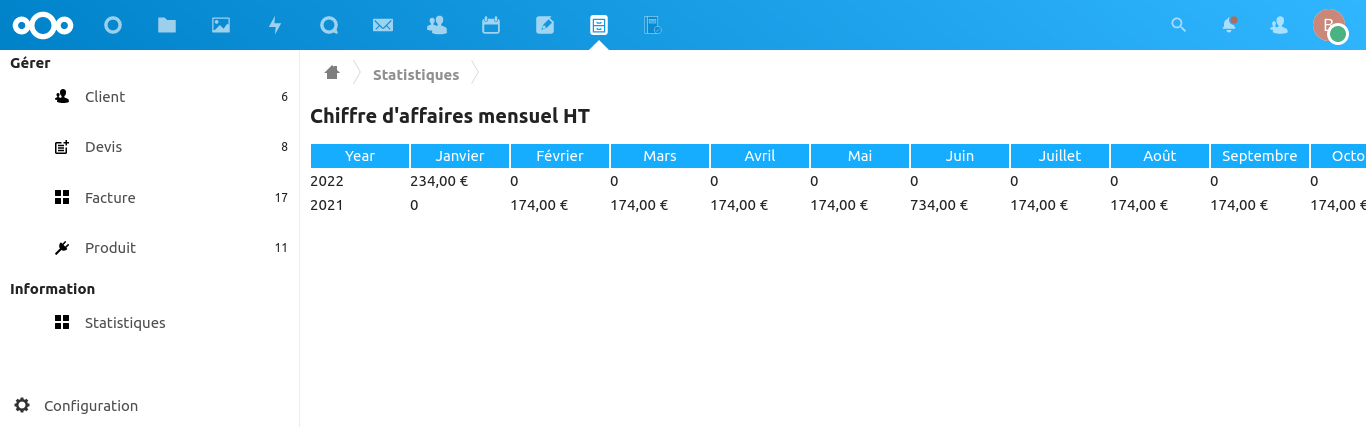 B
Gérer
Client 6
Devis 8
Facture 17
Produit 11
Information
Statistiques
Configuration
Statistiques
Chiffre d'affaires mensuel HT
Year Janvier Février Mars Avril Mai Juin Juillet Août Septembre Octo
2022 234,00 € 0 0 0 0 0 0 0 0 0
2021 0 174,00 € 174,00 € 174,00 € 174,00 € 734,00 € 174,00 € 174,00 € 174,00 € 174,00 €